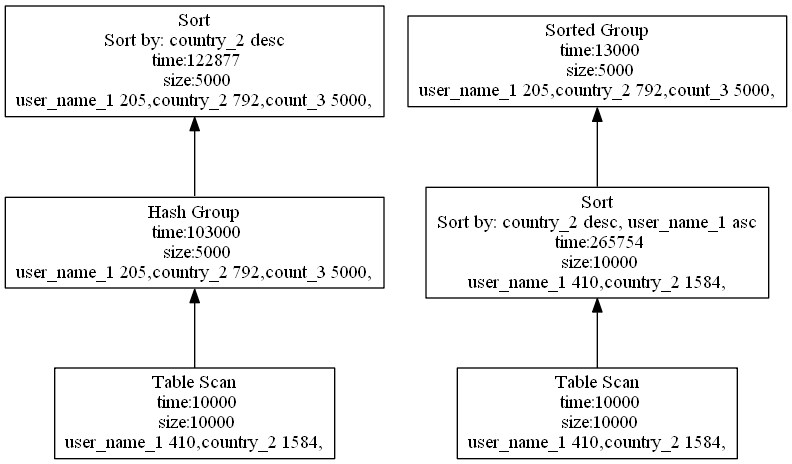 Sort
Sort by: country_2 desc
time:122877
size:5000
user_name_1 205,country_2 792,count_3 5000,
Hash Group
time:103000
size:5000
user_name_1 205,country_2 792,count_3 5000,
Table Scan
time:10000
size:10000
user_name_1 410,country_2 1584,
Sorted Group
time:13000
size:5000
user_name_1 205,country_2 792,count_3 5000,
Sort
Sort by: country_2 desc, user_name_1 asc
time:265754
size:10000
user_name_1 410,country_2 1584,
Table Scan
time:10000
size:10000
user_name_1 410,country_2 1584,